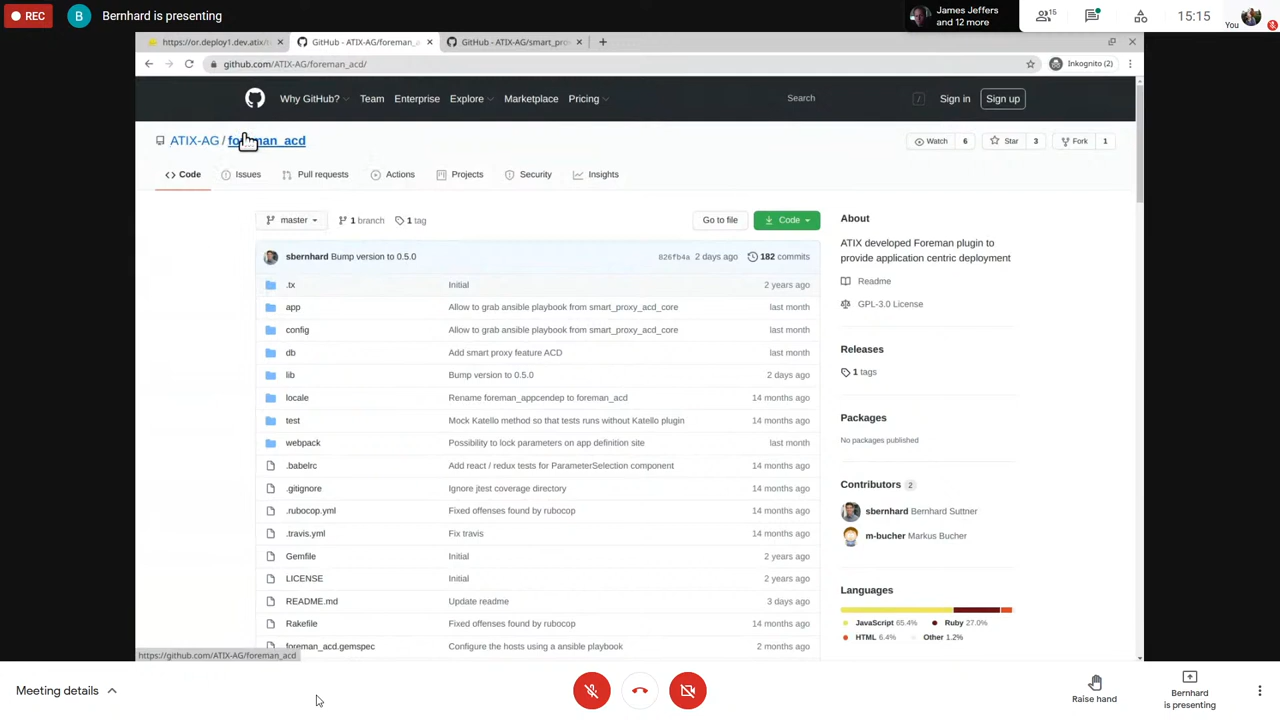 REC
B
Bernhard is presenting
James Jeffers
and 12 more
15
15:15
You
https://or.deploy1.dev.atix/
GitHub - ATIX-AG/foreman_
GitHub - ATIX-AG/smart_pro
github.com/ATIX-AG/foreman_acd/
Inkognito (2)
Why GitHub?
Team
Enterprise
Explore
Marketplace
Pricing
Search
/
Sign in
Sign up
ATIX-AG / foreman_acd
Watch 6
Star 3
Fork 1
Code
Issues
Pull requests
Actions
Projects
Security
Insights
master
1 branch
1 tag
Go to file
Code
sbernhard Bump version to 0.5.0
826fb4a 2 days ago
182 commits
.tx Initial 2 years ago
app Allow to grab ansible playbook from smart_proxy_acd_core last month
config Allow to grab ansible playbook from smart_proxy_acd_core last month
db Add smart proxy feature ACD last month
lib Bump version to 0.5.0 2 days ago
locale Rename foreman_appcendep to foreman_acd 14 months ago
test Mock Katello method so that tests runs without Katello plugin 14 months ago
webpack Possibility to lock parameters on app definition site last month
.babelrc Add react / redux tests for ParameterSelection component 14 months ago
.gitignore Ignore jtest coverage directory 14 months ago
.rubocop.yml Fixed offenses found by rubocop 14 months ago
.travis.yml Fix travis 14 months ago
Gemfile Initial 2 years ago
LICENSE Initial 2 years ago
README.md Update readme 3 days ago
Rakefile Fixed offenses found by rubocop 14 months ago
foreman_acd.gemspec Configure the hosts using a ansible playbook 2 months ago
About
ATIX developed Foreman plugin to
provide application centric deployment
Readme
GPL-3.0 License
Releases
1 tags
Packages
No packages published
Contributors 2
sbernhard Bernhard Suttner
m-bucher Markus Bucher
Languages
JavaScript 65.4% Ruby 27.0%
HTML 6.4% Other 1.2%
https://github.com/ATIX-AG/foreman_acd
Meeting details
Raise hand
Bernhard
is presenting